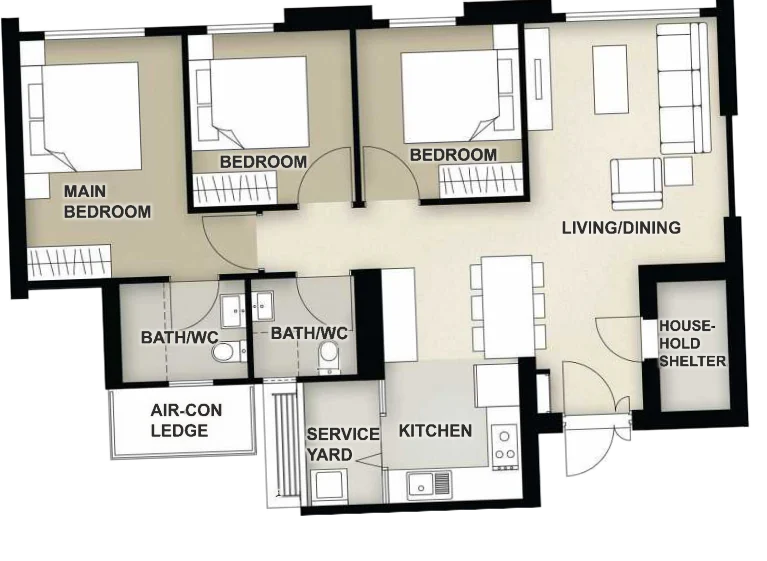 BEDROOM
BEDROOM
MAIN
BEDROOM
LIVING/DINING
BATH/WC
BATH/WC
HOUSE-
HOLD
SHELTER
AIR-CON
LEDGE
SERVICE
YARD
KITCHEN